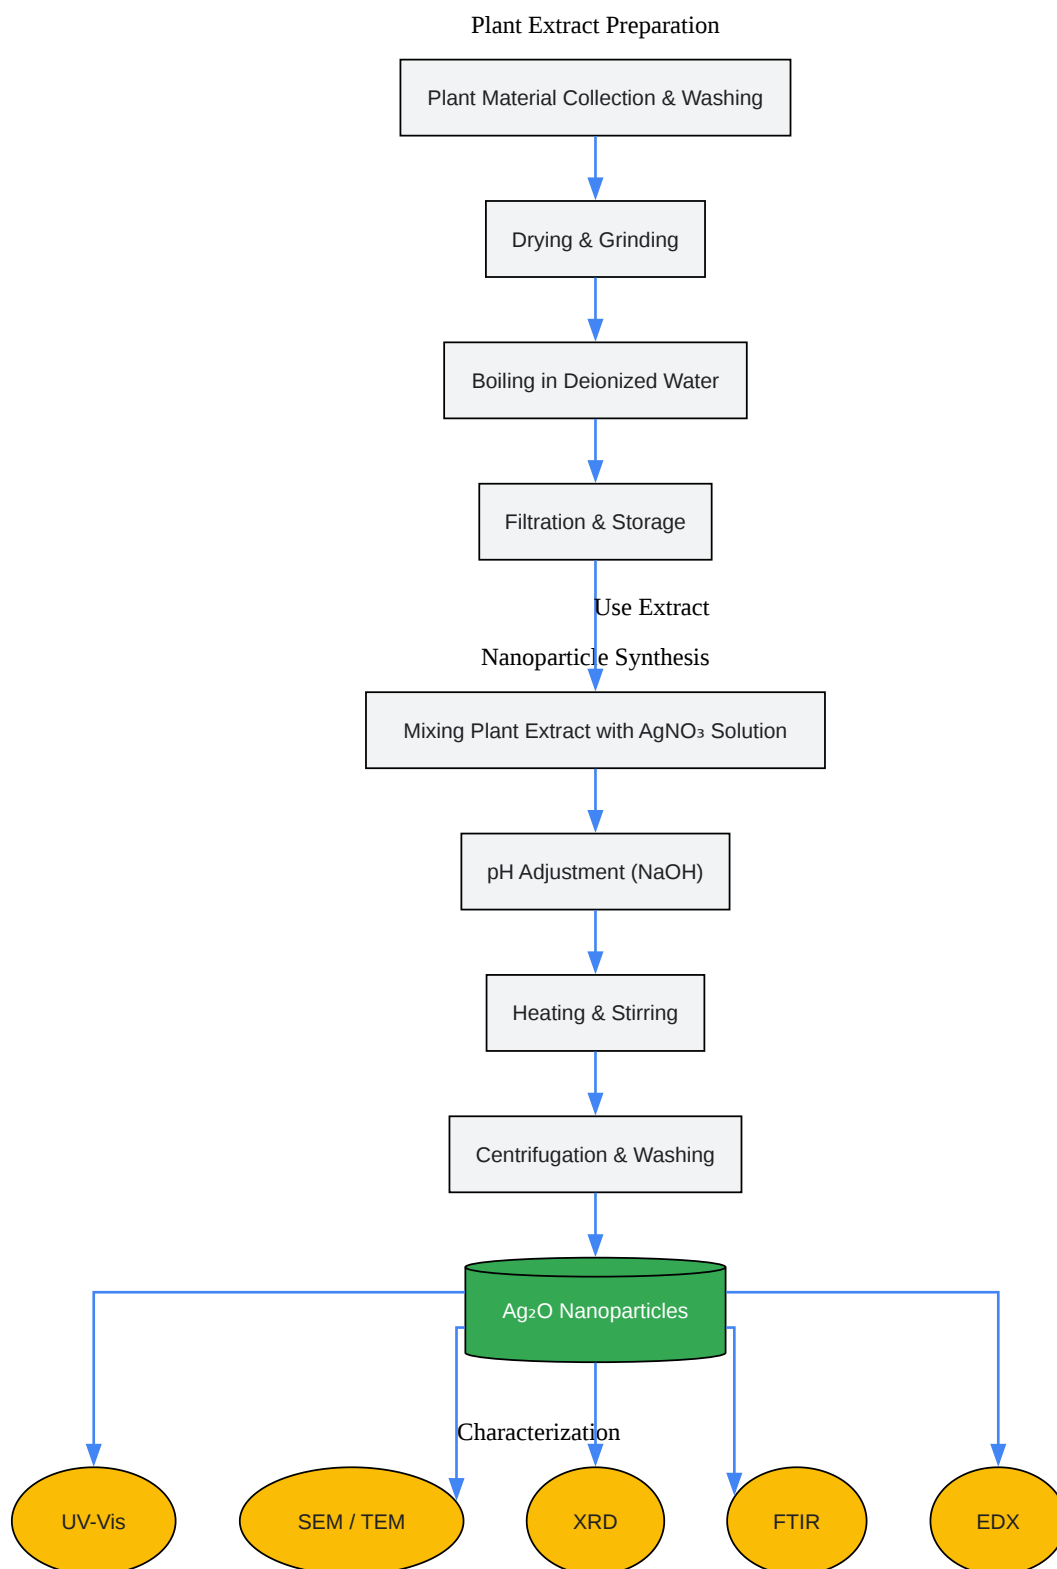 Plant Extract Preparation
Plant Material Collection & Washing
Drying & Grinding
Boiling in Deionized Water
Filtration & Storage
Use Extract
Nanoparticle Synthesis
Mixing Plant Extract with AgNO₃ Solution
pH Adjustment (NaOH)
Heating & Stirring
Centrifugation & Washing
Ag₂O Nanoparticles
Characterization
UV-Vis
SEM / TEM
XRD
FTIR
EDX